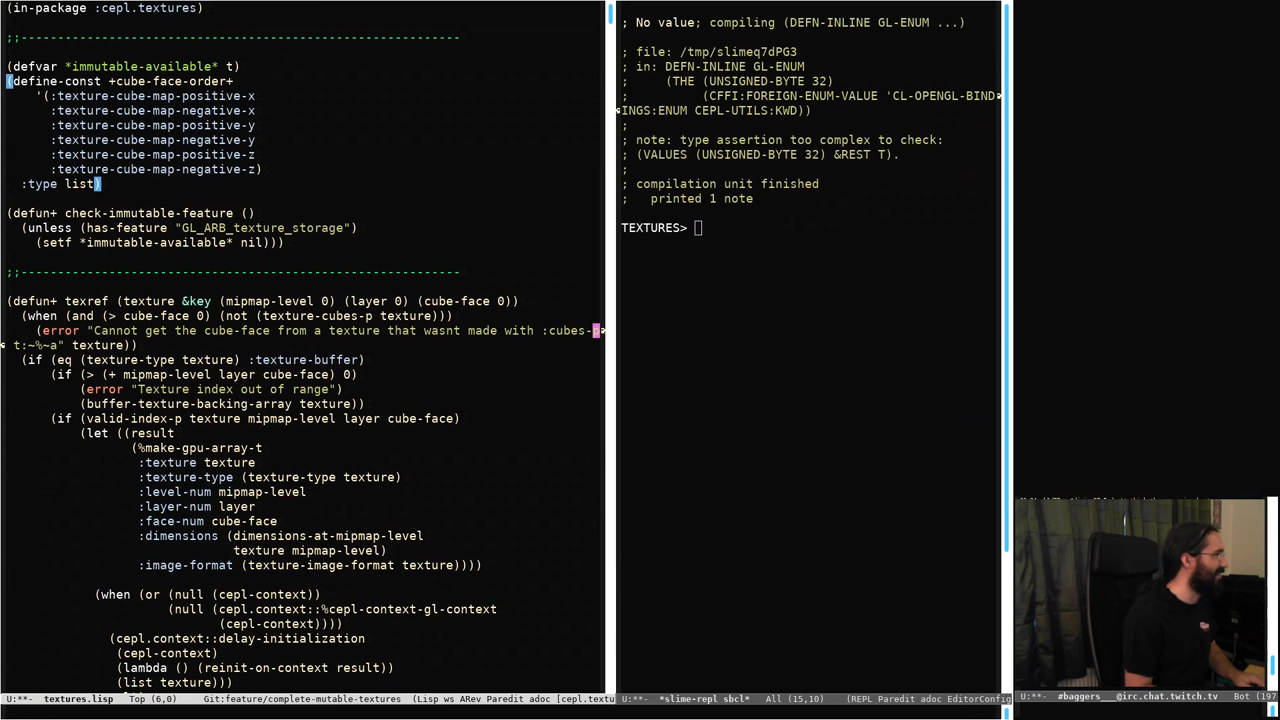 (in-package :cepl.textures)
;;------------------------------------------------------------
(defvar *immutable-available* t)
(define-const +cube-face-order+
    '(:texture-cube-map-positive-x
      :texture-cube-map-negative-x
      :texture-cube-map-positive-y
      :texture-cube-map-negative-y
      :texture-cube-map-positive-z
      :texture-cube-map-negative-z)
  :type list)
(defun+ check-immutable-feature ()
  (unless (has-feature "GL_ARB_texture_storage")
    (setf *immutable-available* nil)))
;;------------------------------------------------------------
(defun+ texref (texture &key (mipmap-level 0) (layer 0) (cube-face 0))
  (when (and (> cube-face 0) (not (texture-cubes-p texture)))
    (error "Cannot get the cube-face from a texture that wasnt made with :cubes-p
 t:~%~a" texture))
  (if (eq (texture-type texture) :texture-buffer)
      (if (> (+ mipmap-level layer cube-face) 0)
          (error "Texture index out of range")
          (buffer-texture-backing-array texture))
      (if (valid-index-p texture mipmap-level layer cube-face)
          (let ((result
                 (%make-gpu-array-t
                  :texture texture
                  :texture-type (texture-type texture)
                  :level-num mipmap-level
                  :layer-num layer
                  :face-num cube-face
                  :dimensions (dimensions-at-mipmap-level
                               texture mipmap-level)
                  :image-format (texture-image-format texture))))
            (when (or (null (cepl-context))
                      (null (cepl.context::%cepl-context-gl-context
                             (cepl-context))))
              (cepl.context::delay-initialization
               (cepl-context)
               (lambda () (reinit-on-context result))
               (list texture)))
U:**-  textures.lisp   Top (6,0)    Git:feature/complete-mutable-textures  (Lisp ws ARev Paredit adoc [cepl.textu
; No value; compiling (DEFN-INLINE GL-ENUM ...)
; file: /tmp/slimeq7dPG3
; in: DEFN-INLINE GL-ENUM
;     (THE (UNSIGNED-BYTE 32)
;          (CFFI:FOREIGN-ENUM-VALUE 'CL-OPENGL-BIND
INGS:ENUM CEPL-UTILS:KWD))
;
; note: type assertion too complex to check:
; (VALUES (UNSIGNED-BYTE 32) &REST T).
;
; compilation unit finished
;   printed 1 note
TEXTURES>
U:**-  *slime-repl sbcl*   All (15,10)    (REPL Paredit adoc EditorConfig
U:**-  #baggers___@irc.chat.twitch.tv   Bot (197